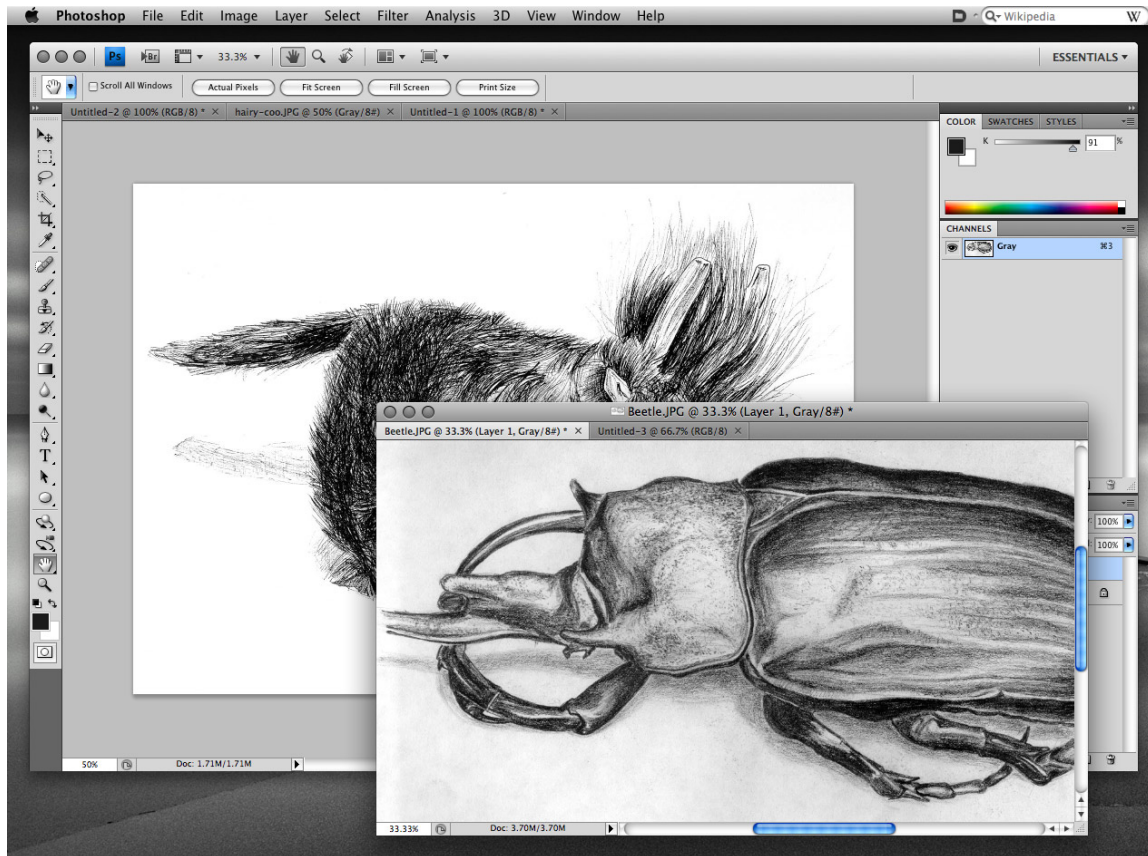 Photoshop File Edit Image Layer Select Filter Analysis 3D View Window Help Wikipedia W
Ps Br 33.3% ESSENTIALS
Scroll All Windows Actual Pixels Fit Screen Fill Screen Print Size
Untitled-2 @ 100% (RGB/8) * × hairy-coo.JPG @ 50% (Gray/8#) × Untitled-1 @ 100% (RGB/8) * ×
COLOR SWATCHES STYLES
K 91 %
CHANNELS
Gray ⌘3
Beetle.JPG @ 33.3% (Layer 1, Gray/8#) *
Beetle.JPG @ 33.3% (Layer 1, Gray/8#) * × Untitled-3 @ 66.7% (RGB/8) ×
T
100%
100%
50% Doc: 1.71M/1.71M
33.33% Doc: 3.70M/3.70M